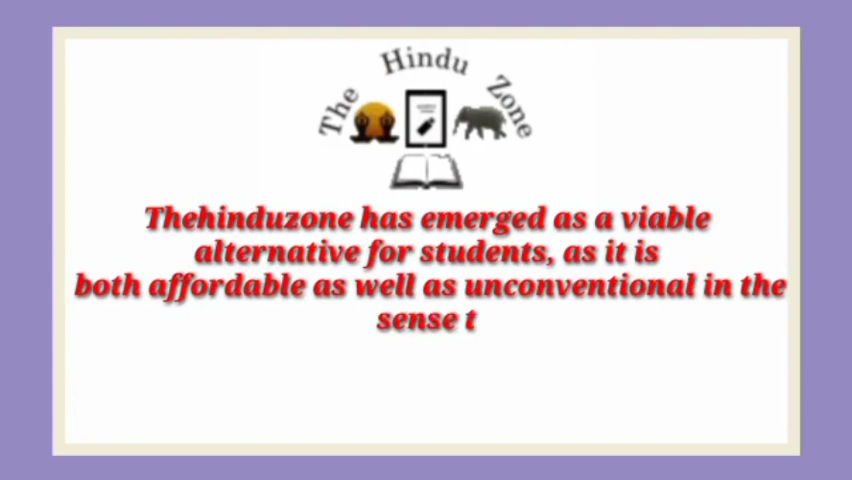 The Hindu Zone
Thehinduzone has emerged as a viable
alternative for students, as it is
both affordable as well as unconventional in the
sense t